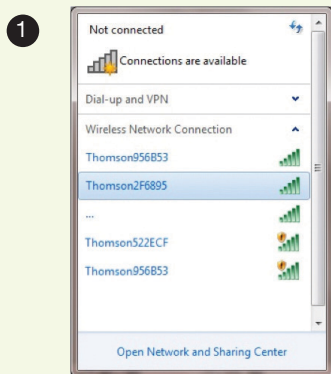 1
Not connected
Connections are available
Dial-up and VPN
Wireless Network Connection
Thomson956B53
Thomson2F6895
...
Thomson522ECF
Thomson956B53
Open Network and Sharing Center